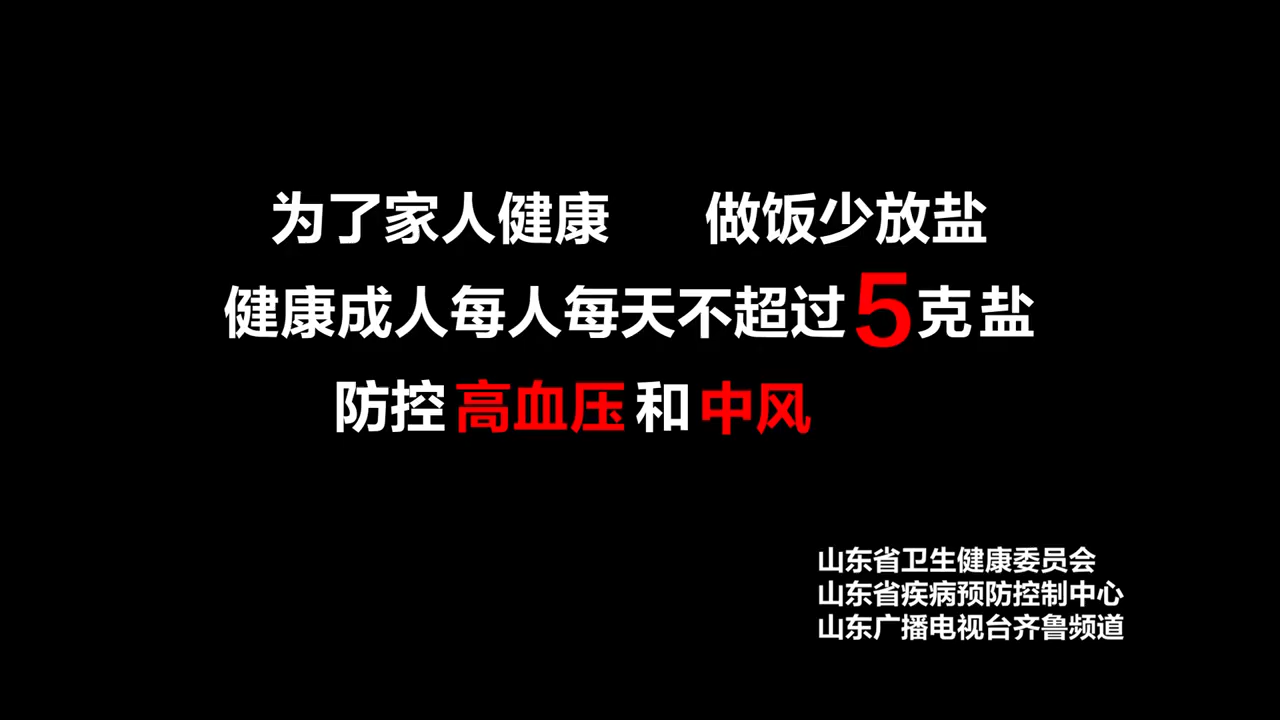 为了家人健康 做饭少放盐
健康成人每人每天不超过5克盐
防控高血压和中风
山东省卫生健康委员会
山东省疾病预防控制中心
山东广播电视台齐鲁频道